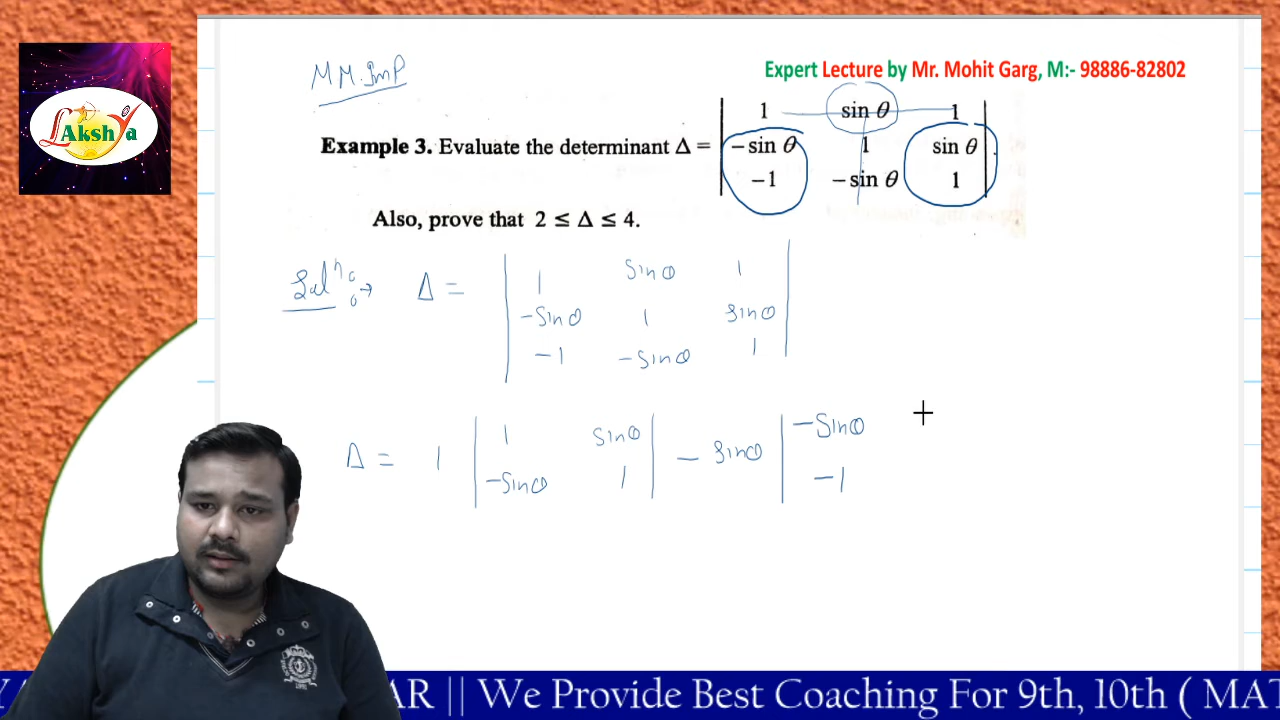 MM.Imp
Expert Lecture by Mr. Mohit Garg, M:- 98886-82802
LAkshya
Example 3. Evaluate the determinant Δ = | 1 sin θ 1 |
| − sin θ 1 sin θ |
| −1 − sin θ 1 |
Also, prove that 2 ≤ Δ ≤ 4.
Solⁿ: → Δ = | 1 sinθ 1 |
| -sinθ 1 sinθ |
| -1 -sinθ 1 |
Δ = 1 | 1 sinθ | - sinθ | -sinθ
| -sinθ 1 | | -1
AR || We Provide Best Coaching For 9th, 10th ( MAT